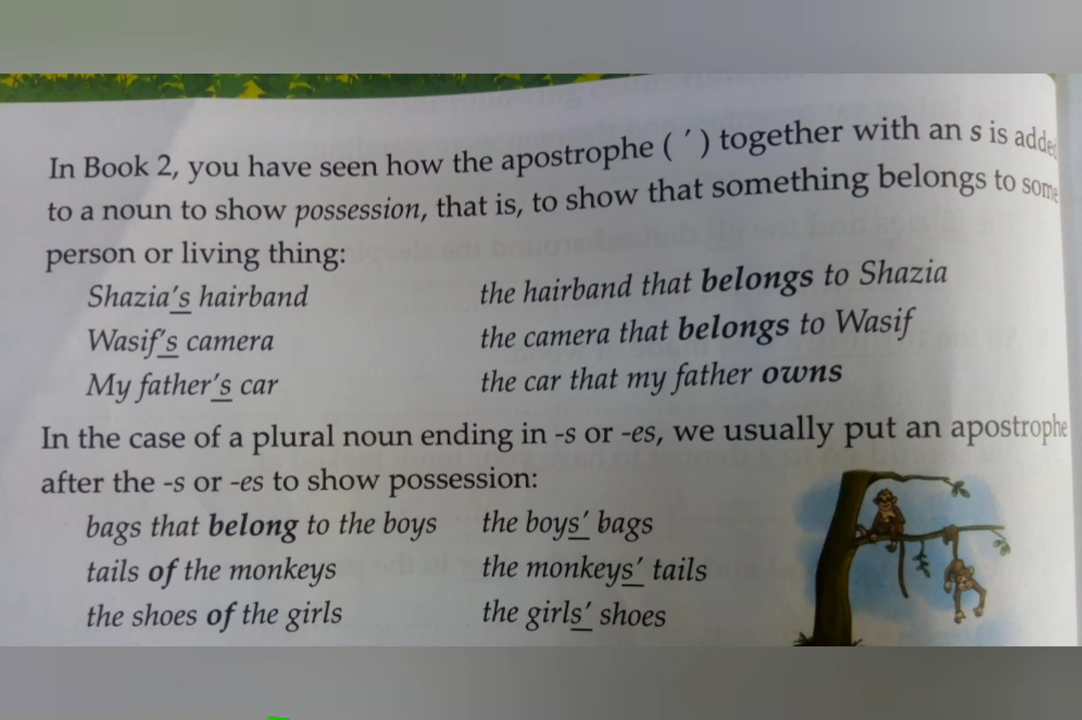 In Book 2, you have seen how the apostrophe ( ′ ) together with an s is added
to a noun to show possession, that is, to show that something belongs to some
person or living thing:
Shazia's hairband the hairband that belongs to Shazia
Wasif's camera the camera that belongs to Wasif
My father's car the car that my father owns
In the case of a plural noun ending in -s or -es, we usually put an apostrophe
after the -s or -es to show possession:
bags that belong to the boys the boys' bags
tails of the monkeys the monkeys' tails
the shoes of the girls the girls' shoes